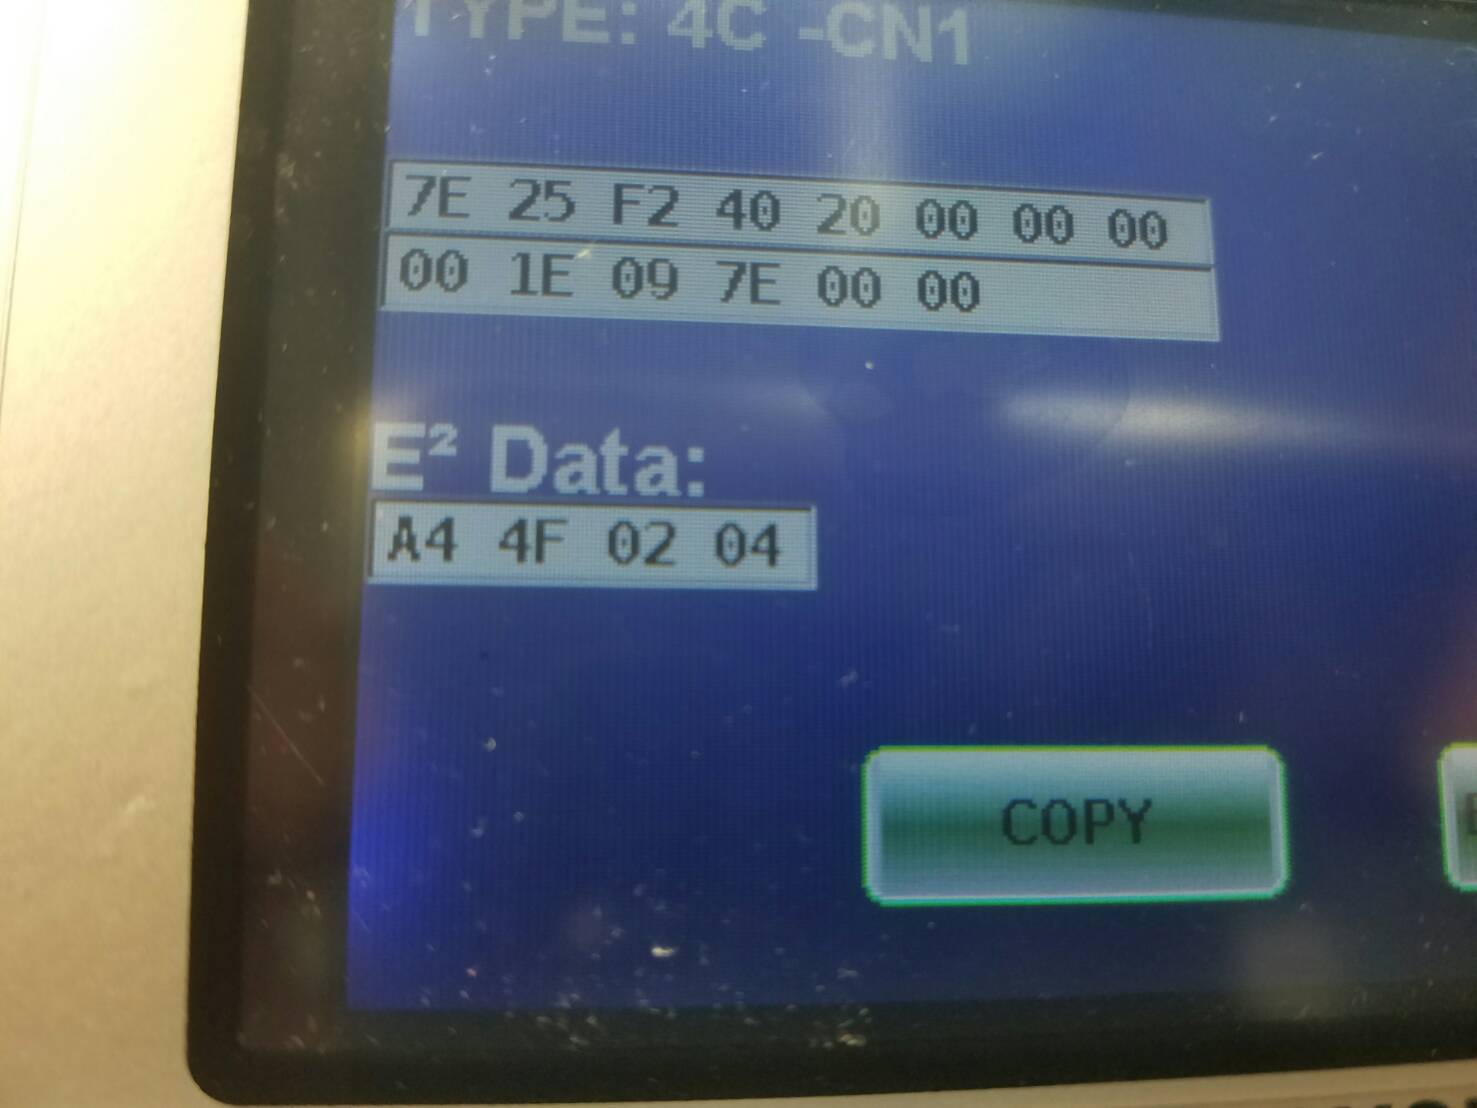 TYPE: 4C -CN1
7E 25 F2 40 20 00 00 00
00 1E 09 7E 00 00
E² Data:
A4 4F 02 04
COPY